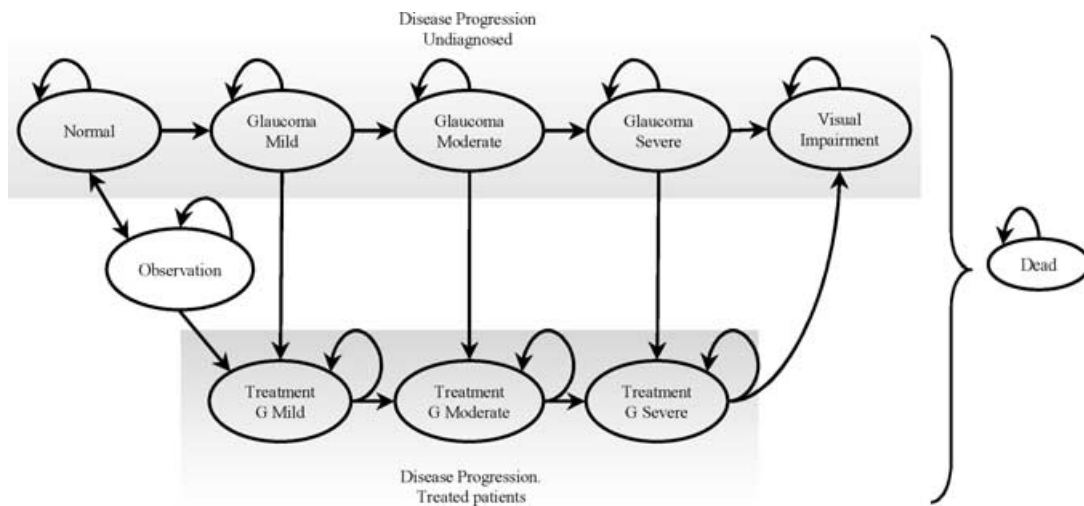 Disease Progression
Undiagnosed
Normal
Glaucoma
Mild
Glaucoma
Moderate
Glaucoma
Severe
Visual
Impairment
Observation
Dead
Treatment
G Mild
Treatment
G Moderate
Treatment
G Severe
Disease Progression.
Treated patients